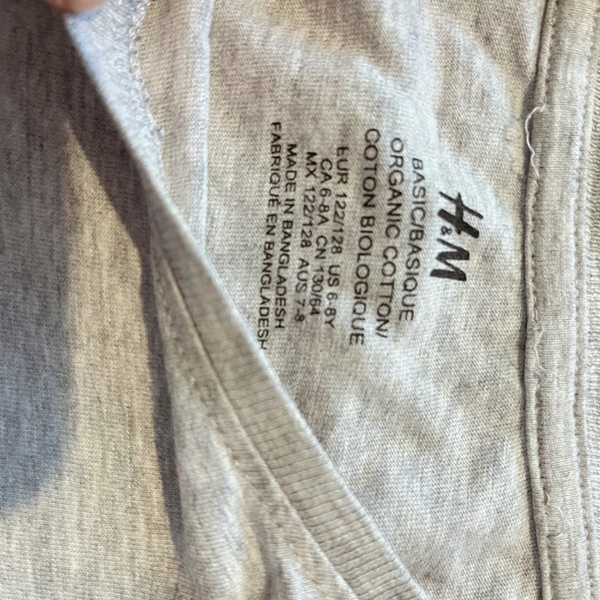 H&M
BASIC/BASIQUE
ORGANIC COTTON/
COTON BIOLOGIQUE
EUR 122/128 US 6-8Y
CA 6-8A CN 130/64
MX 122/128 AUS 7-8
MADE IN BANGLADESH
FABRIQUÉ EN BANGLADESH